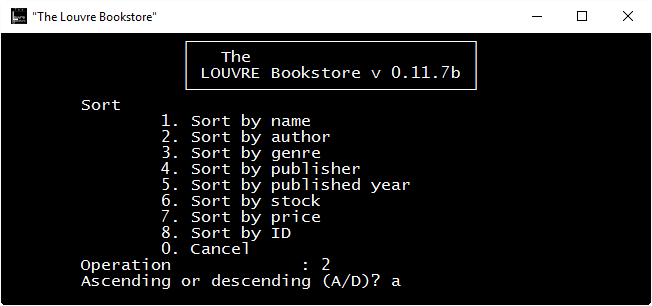 "The Louvre Bookstore"
The
LOUVRE Bookstore v 0.11.7b
Sort
1. Sort by name
2. Sort by author
3. Sort by genre
4. Sort by publisher
5. Sort by published year
6. Sort by stock
7. Sort by price
8. Sort by ID
0. Cancel
Operation : 2
Ascending or descending (A/D)? a